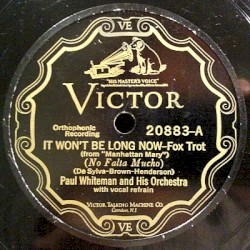 VE
"HIS MASTER'S VOICE"
VICTOR
Orthophonic
Recording
20883-A
IT WON'T BE LONG NOW-Fox Trot
(from "Manhattan Mary")
(No Falta Mucho)
(De Sylva-Brown-Henderson)
Paul Whiteman and His Orchestra
with vocal refrain
VICTOR TALKING MACHINE CO.
Camden, N.J.
VE